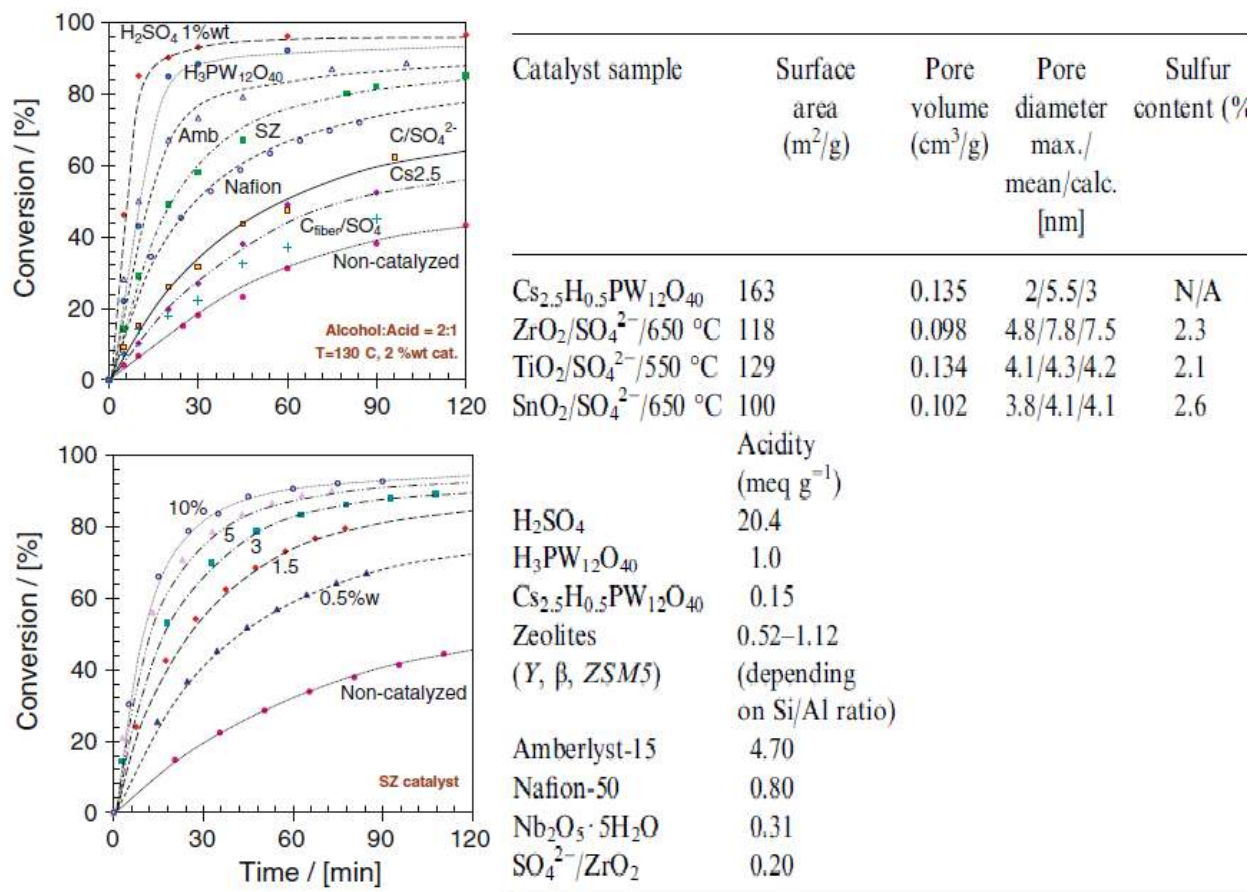 100
80
60
40
20
0
Conversion / [%]
H₂SO₄ 1%wt
H₃PW₁₂O₄₀
Amb
SZ
C/SO₄²⁻
Nafion
Cs2.5
C_fiber/SO₄
Non-catalyzed
Alcohol:Acid = 2:1
T=130 C, 2 %wt cat.
0 30 60 90 120
100
80
60
40
20
0
Conversion / [%]
10%
5
3
1.5
0.5%w
Non-catalyzed
SZ catalyst
0 30 60 90 120
Time / [min]
Catalyst sample Surface Pore Pore Sulfur
area volume diameter content (%
(m²/g) (cm³/g) max./
mean/calc.
[nm]
Cs₂.₅H₀.₅PW₁₂O₄₀ 163 0.135 2/5.5/3 N/A
ZrO₂/SO₄²⁻/650 °C 118 0.098 4.8/7.8/7.5 2.3
TiO₂/SO₄²⁻/550 °C 129 0.134 4.1/4.3/4.2 2.1
SnO₂/SO₄²⁻/650 °C 100 0.102 3.8/4.1/4.1 2.6
Acidity
(meq g⁻¹)
H₂SO₄ 20.4
H₃PW₁₂O₄₀ 1.0
Cs₂.₅H₀.₅PW₁₂O₄₀ 0.15
Zeolites 0.52–1.12
(Y, β, ZSM5) (depending
on Si/Al ratio)
Amberlyst-15 4.70
Nafion-50 0.80
Nb₂O₅·5H₂O 0.31
SO₄²⁻/ZrO₂ 0.20